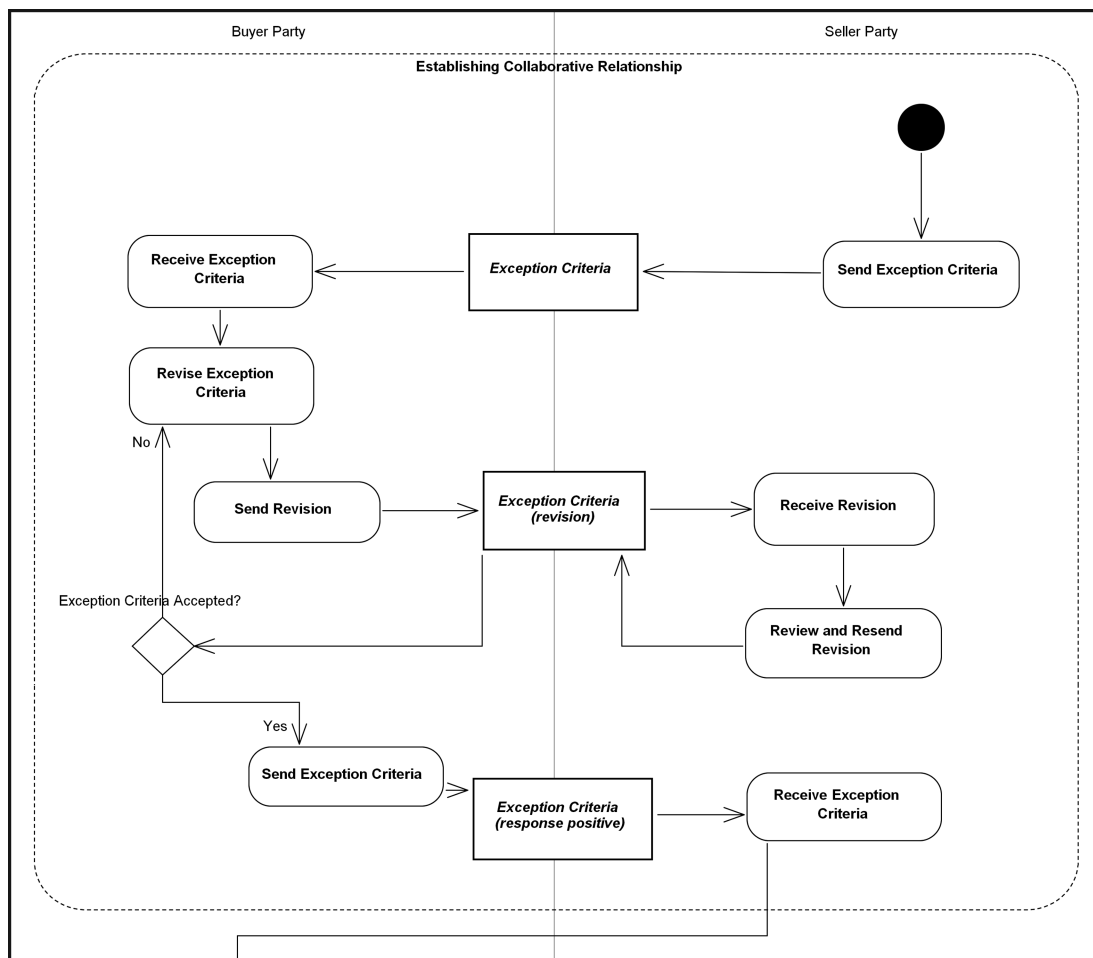 Buyer Party
Seller Party
Establishing Collaborative Relationship
Receive Exception
Criteria
Exception Criteria
Send Exception Criteria
Revise Exception
Criteria
No
Send Revision
Exception Criteria
(revision)
Receive Revision
Exception Criteria Accepted?
Review and Resend
Revision
Yes
Send Exception Criteria
Exception Criteria
(response positive)
Receive Exception
Criteria